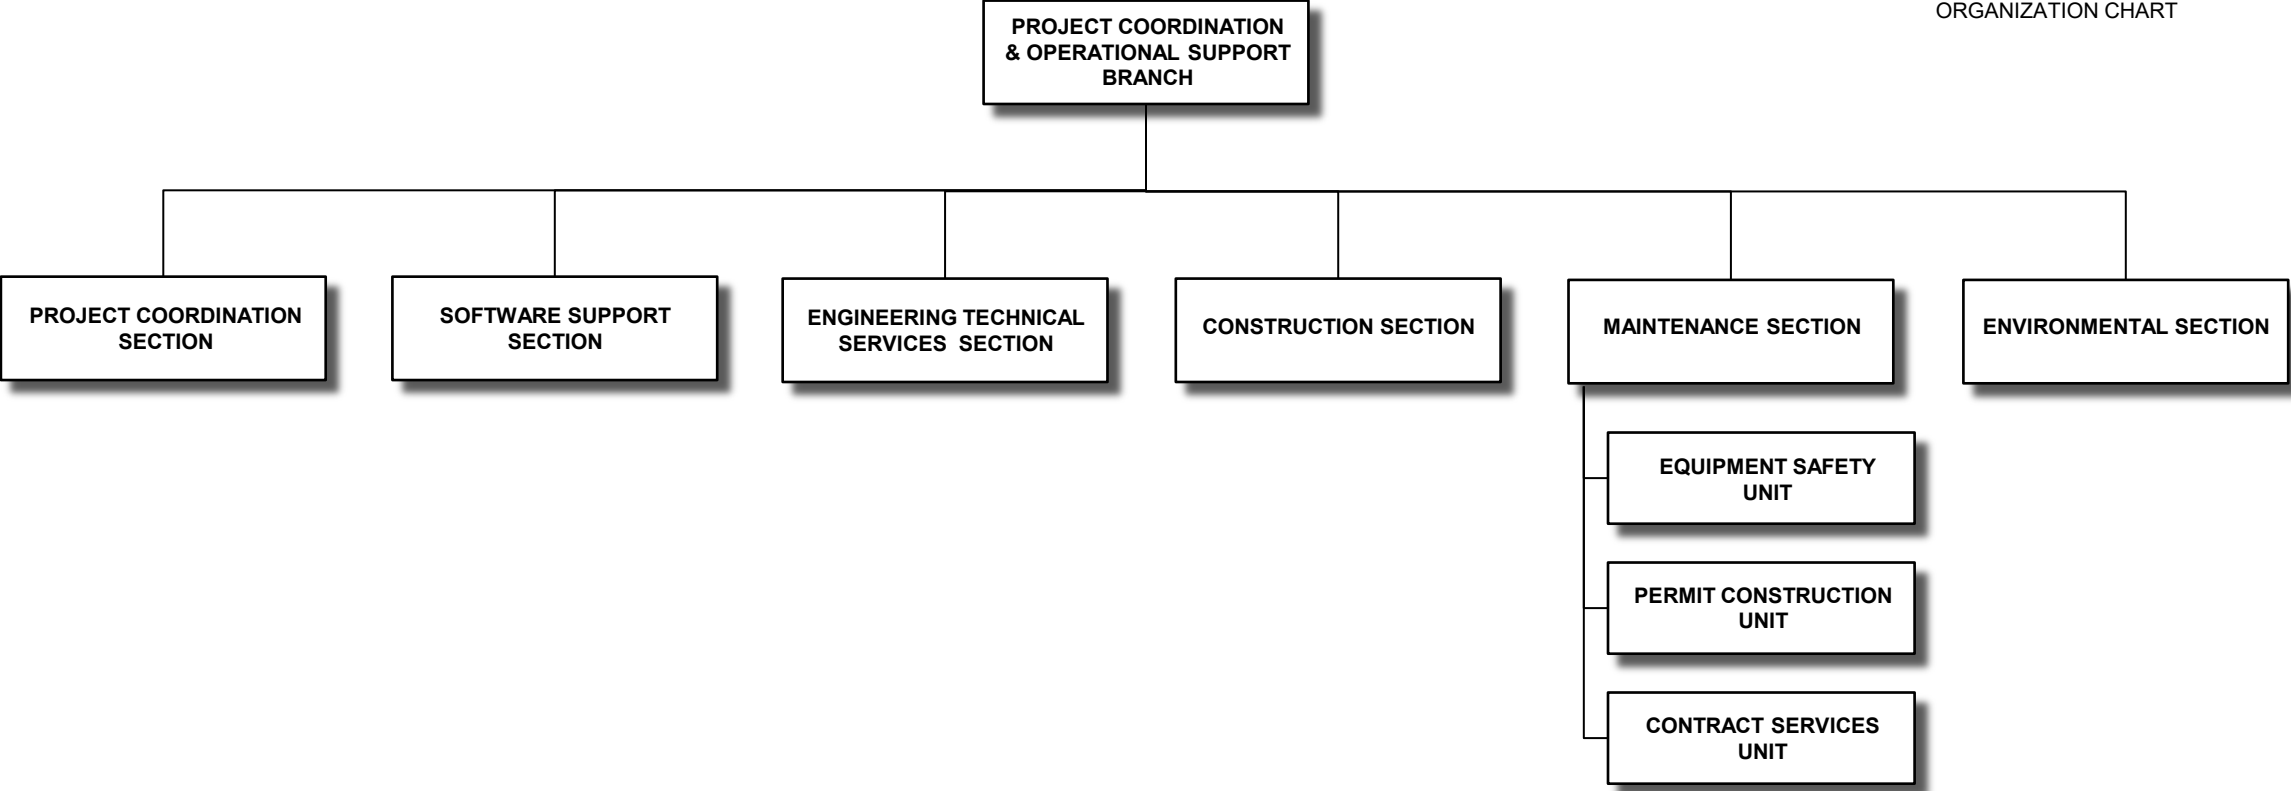 ORGANIZATION CHART
PROJECT COORDINATION
& OPERATIONAL SUPPORT
BRANCH
PROJECT COORDINATION
SECTION
SOFTWARE SUPPORT
SECTION
ENGINEERING TECHNICAL
SERVICES SECTION
CONSTRUCTION SECTION
MAINTENANCE SECTION
ENVIRONMENTAL SECTION
EQUIPMENT SAFETY
UNIT
PERMIT CONSTRUCTION
UNIT
CONTRACT SERVICES
UNIT